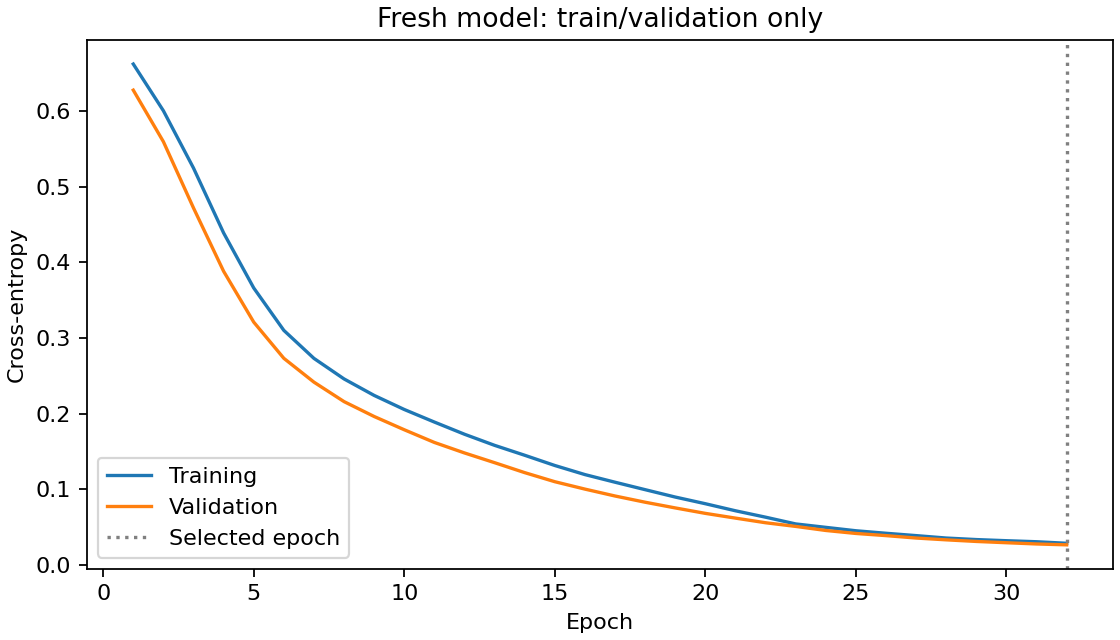 Fresh model: train/validation only
Cross-entropy
0.6
0.5
0.4
0.3
0.2
0.1
0.0
Training
Validation
Selected epoch
0 5 10 15 20 25 30
Epoch